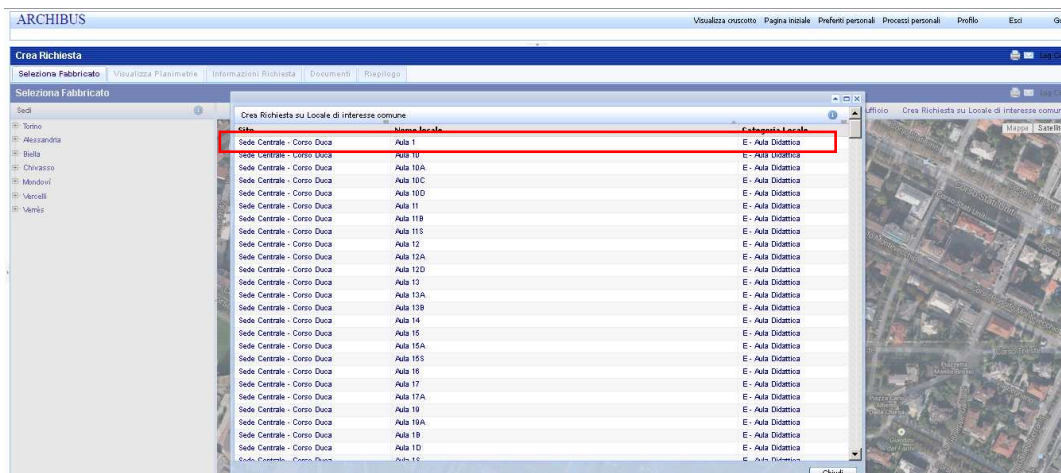 ARCHIBUS
Visualizza cruscotto Pagina iniziale Preferiti personali Processi personali Profilo Esci
Crea Richiesta
Seleziona Fabbricato Visualizza Planimetrie Informazioni Richiesta Documenti Riepilogo
Seleziona Fabbricato
Sedi
Torino
Alessandria
Biella
Chivasso
Mondovì
Vercelli
Verrès
Ufficio Crea Richiesta su Locale di interesse comun
Mappa Satellit
Crea Richiesta su Locale di interesse comune
Sito Nome locale Categoria Locale
Sede Centrale - Corso Duca Aula 1 E - Aula Didattica
Sede Centrale - Corso Duca Aula 10 E - Aula Didattica
Sede Centrale - Corso Duca Aula 10A E - Aula Didattica
Sede Centrale - Corso Duca Aula 10C E - Aula Didattica
Sede Centrale - Corso Duca Aula 10D E - Aula Didattica
Sede Centrale - Corso Duca Aula 11 E - Aula Didattica
Sede Centrale - Corso Duca Aula 11B E - Aula Didattica
Sede Centrale - Corso Duca Aula 11S E - Aula Didattica
Sede Centrale - Corso Duca Aula 12 E - Aula Didattica
Sede Centrale - Corso Duca Aula 12A E - Aula Didattica
Sede Centrale - Corso Duca Aula 12D E - Aula Didattica
Sede Centrale - Corso Duca Aula 13 E - Aula Didattica
Sede Centrale - Corso Duca Aula 13A E - Aula Didattica
Sede Centrale - Corso Duca Aula 13B E - Aula Didattica
Sede Centrale - Corso Duca Aula 14 E - Aula Didattica
Sede Centrale - Corso Duca Aula 15 E - Aula Didattica
Sede Centrale - Corso Duca Aula 15A E - Aula Didattica
Sede Centrale - Corso Duca Aula 15S E - Aula Didattica
Sede Centrale - Corso Duca Aula 16 E - Aula Didattica
Sede Centrale - Corso Duca Aula 17 E - Aula Didattica
Sede Centrale - Corso Duca Aula 17A E - Aula Didattica
Sede Centrale - Corso Duca Aula 19 E - Aula Didattica
Sede Centrale - Corso Duca Aula 19A E - Aula Didattica
Sede Centrale - Corso Duca Aula 1B E - Aula Didattica
Sede Centrale - Corso Duca Aula 1D E - Aula Didattica
Sede Centrale - Corso Duca Aula 1S E - Aula Didattica
Chiudi